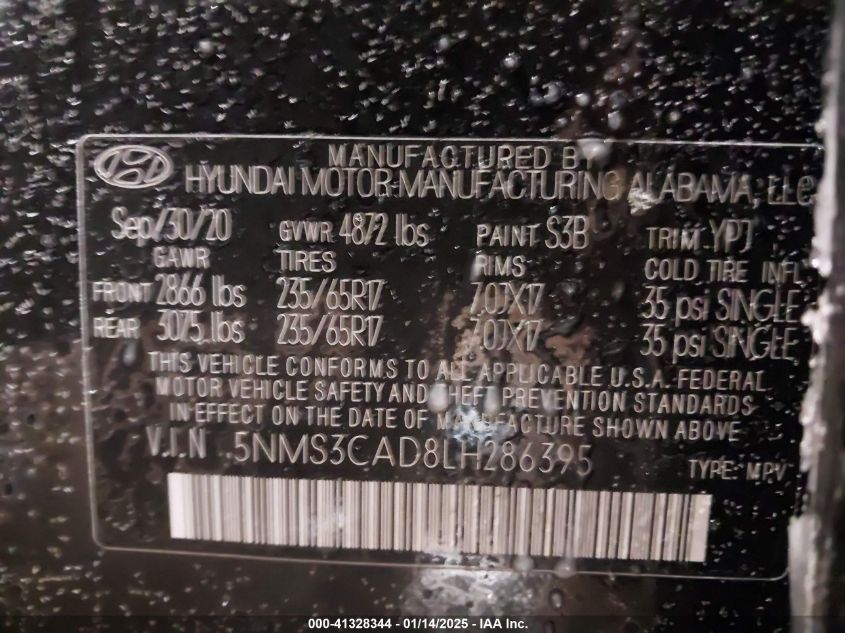 MANUFACTURED BY
HYUNDAI MOTOR MANUFACTURING ALABAMA, LLC
Sep/30/20 GVWR 4872 lbs PAINT S3B TRIM YPJ
GAWR TIRES RIMS COLD TIRE INFL
FRONT 2866 lbs 235/65R17 7.0X17 35 psi SINGLE
REAR 3075 lbs 235/65R17 7.0X17 35 psi SINGLE
THIS VEHICLE CONFORMS TO ALL APPLICABLE U.S.A. FEDERAL
MOTOR VEHICLE SAFETY AND THEFT PREVENTION STANDARDS
IN EFFECT ON THE DATE OF MANUFACTURE SHOWN ABOVE
V.I.N 5NMS3CAD8LH286395 TYPE: MPV
000-41328344 - 01/14/2025 - IAA Inc.